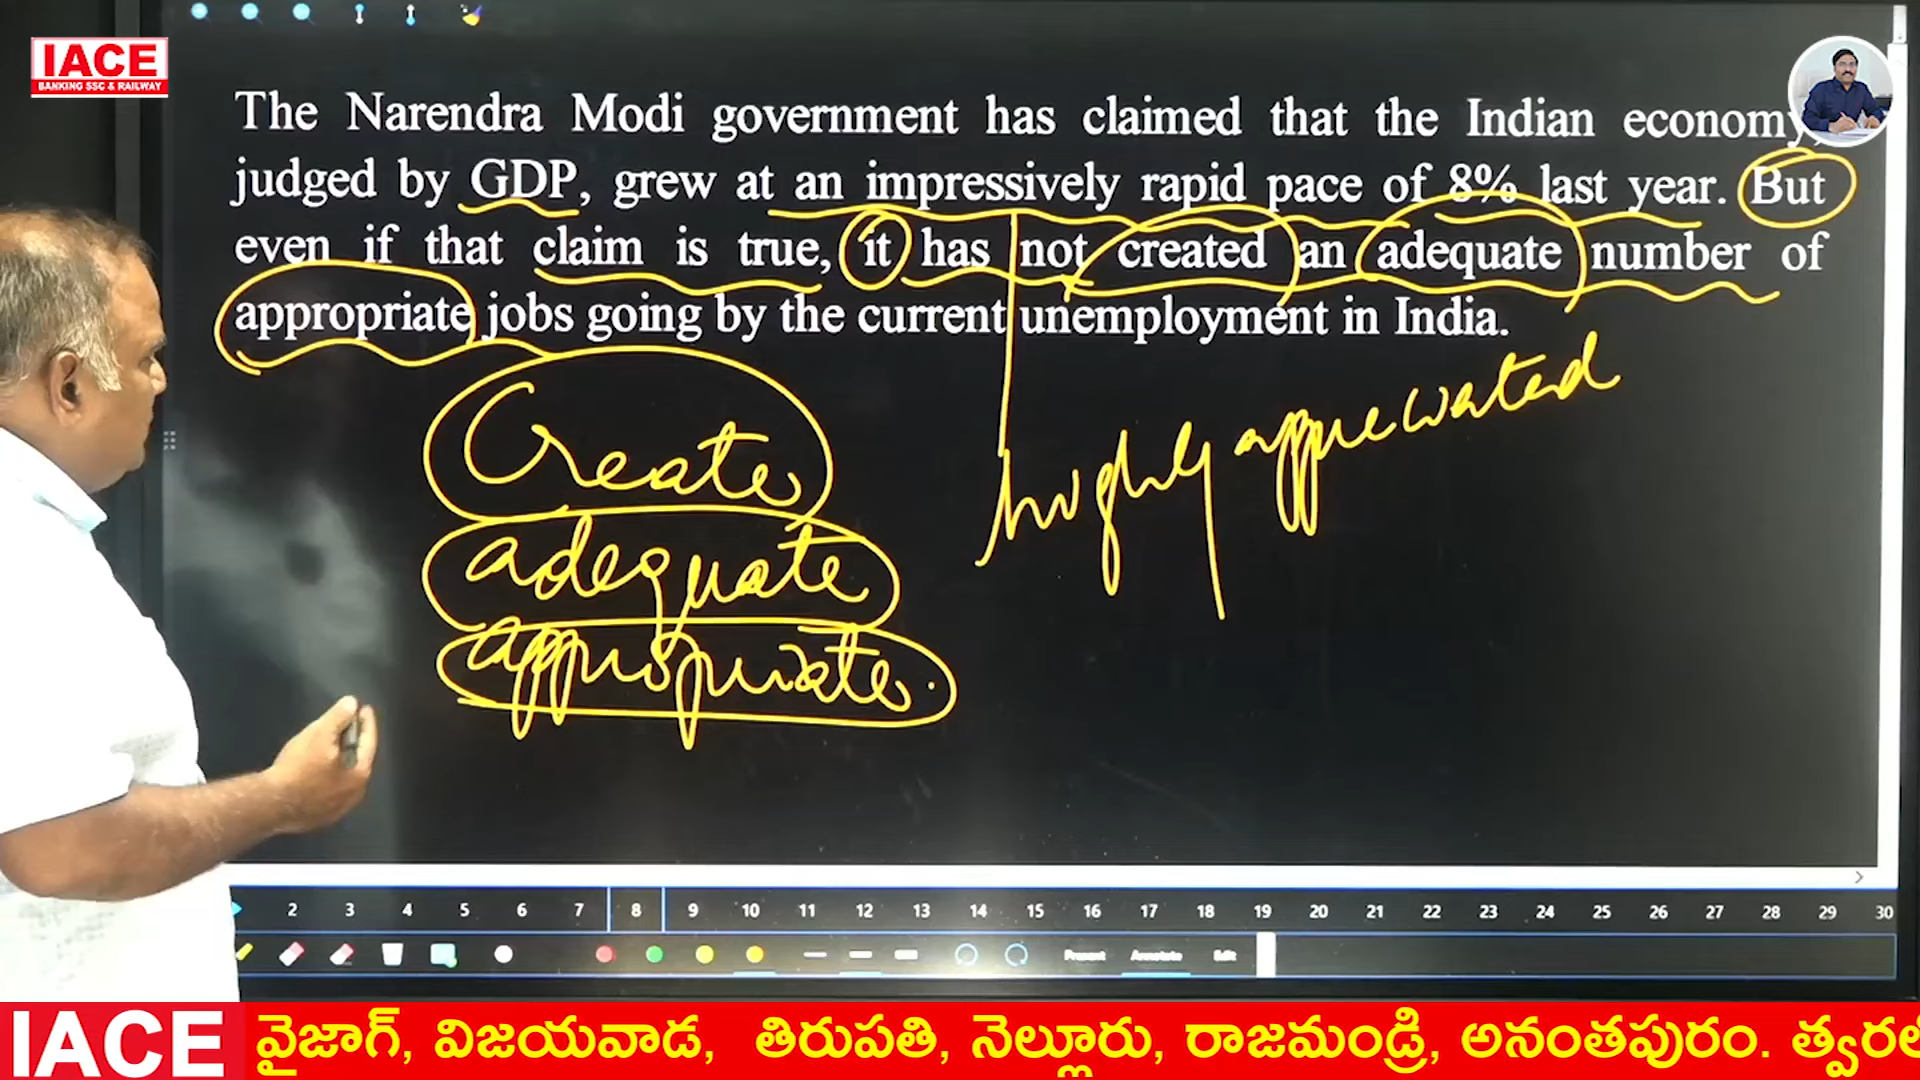 IACE
BANKING SSC & RAILWAY
The Narendra Modi government has claimed that the Indian economy,
judged by GDP, grew at an impressively rapid pace of 8% last year. But
even if that claim is true, it has not created an adequate number of
appropriate jobs going by the current unemployment in India.
Create
highly appreciated
adequate
appropriate.
2 3 4 5 6 7 8 9 10 11 12 13 14 15 16 17 18 19 20 21 22 23 24 25 26 27 28 29 30
Present Annotate Edit
IACE వైజాగ్, విజయవాడ, తిరుపతి, నెల్లూరు, రాజమండ్రి, అనంతపురం. త్వరల